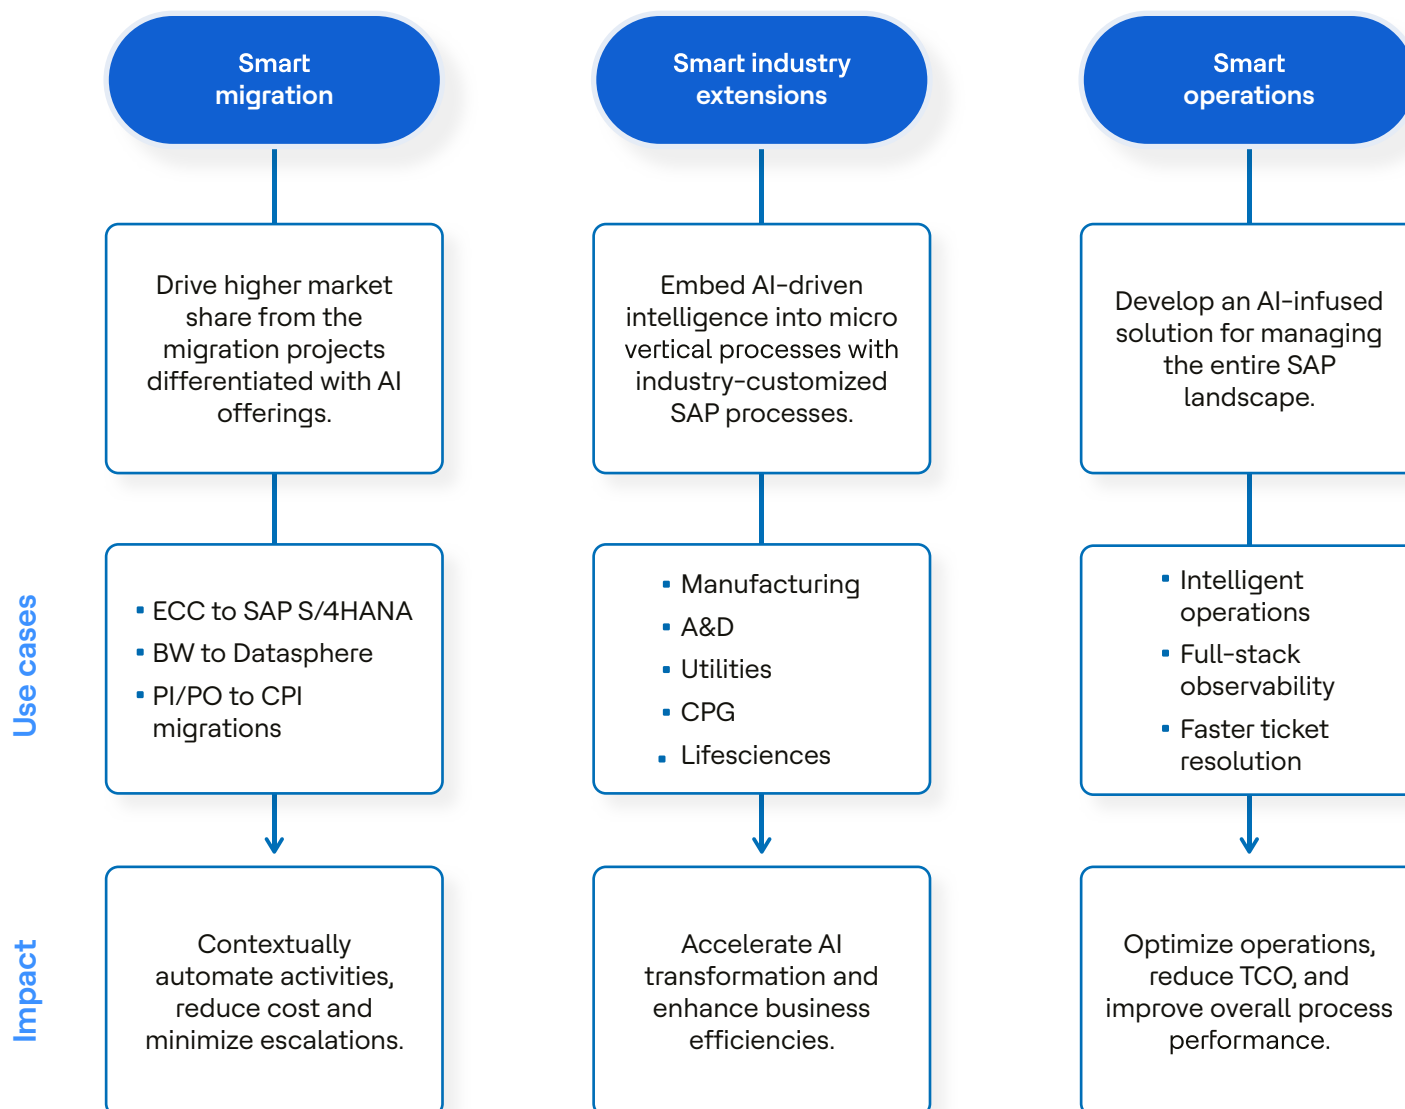 Smart
migration
Smart industry
extensions
Smart
operations
Drive higher market
share from the
migration projects
differentiated with AI
offerings.
Embed AI-driven
intelligence into micro
vertical processes with
industry-customized
SAP processes.
Develop an AI-infused
solution for managing
the entire SAP
landscape.
Use cases
ECC to SAP S/4HANA
BW to Datasphere
PI/PO to CPI
migrations
Manufacturing
A&D
Utilities
CPG
Lifesciences
Intelligent
operations
Full-stack
observability
Faster ticket
resolution
Impact
Contextually
automate activities,
reduce cost and
minimize escalations.
Accelerate AI
transformation and
enhance business
efficiencies.
Optimize operations,
reduce TCO, and
improve overall process
performance.